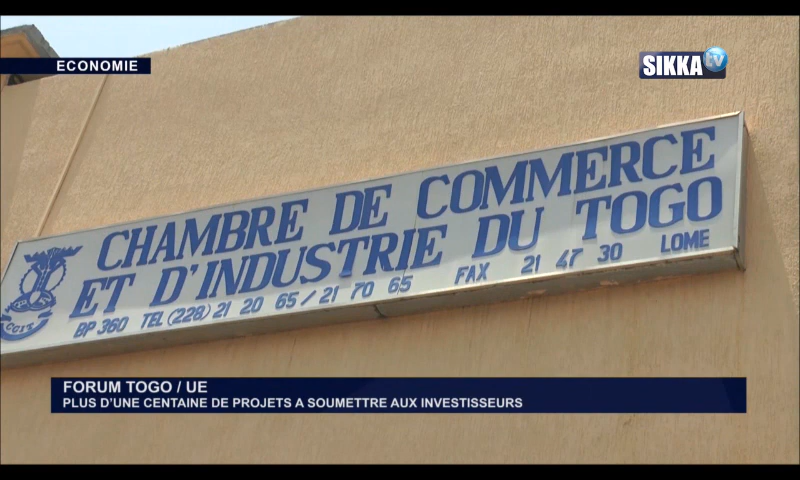 ECONOMIE
SIKKA tv
CHAMBRE DE COMMERCE
ET D'INDUSTRIE DU TOGO
BP 360 TEL (228) 21 20 65 / 21 70 65 FAX 21 47 30 LOME
CCIT
FORUM TOGO / UE
PLUS D'UNE CENTAINE DE PROJETS A SOUMETTRE AUX INVESTISSEURS